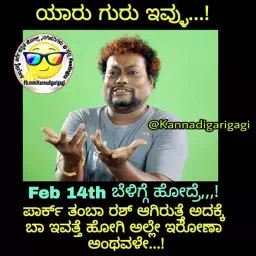 ಯಾರು ಗುರು ಇವ್ಳು...!
@Kannadigarigagi
Feb 14th ಬೆಳಿಗ್ಗೆ ಹೋದ್ರೆ,,,!
ಪಾರ್ಕ್ ತಂಬಾ ರಶ್ ಆಗಿರುತ್ತೆ ಅದಕ್ಕೆ
ಬಾ ಇವತ್ತೆ ಹೋಗಿ ಅಲ್ಲೇ ಇರೋಣಾ
ಅಂಥವಳೇ...!